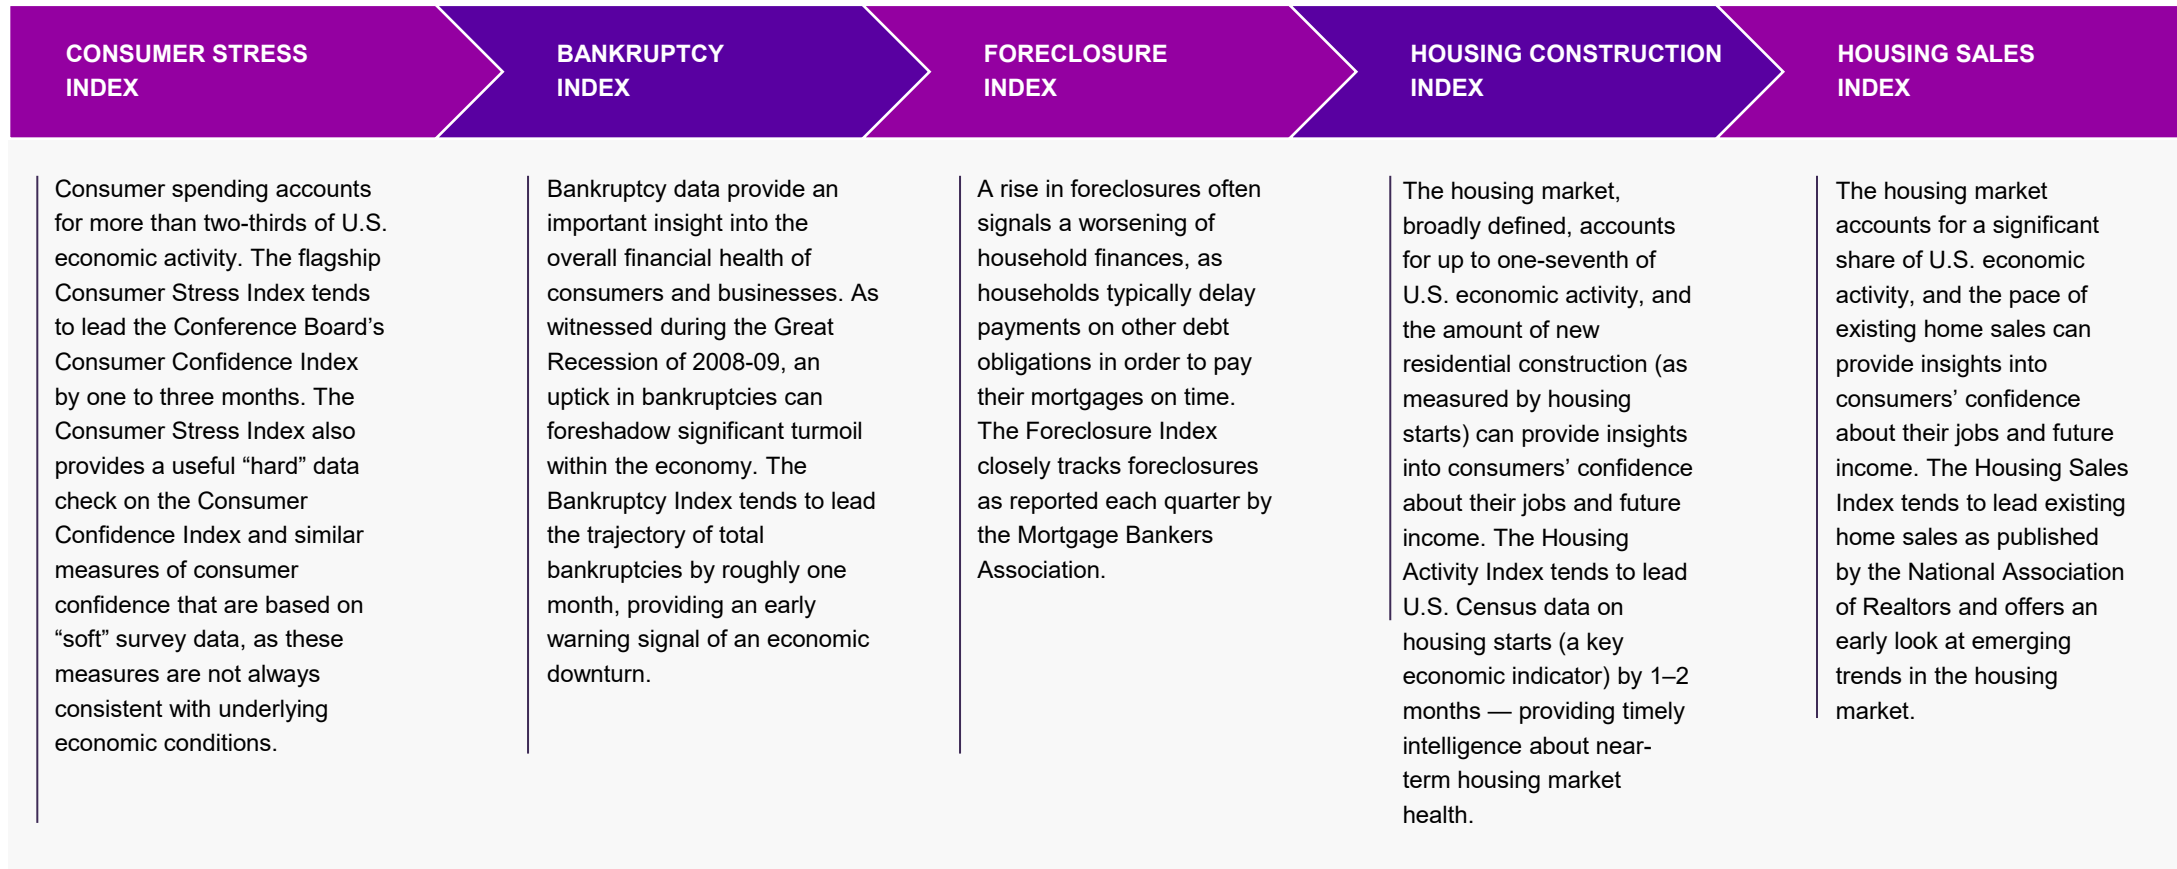 CONSUMER STRESS
INDEX
Consumer spending accounts
for more than two-thirds of U.S.
economic activity. The flagship
Consumer Stress Index tends
to lead the Conference Board’s
Consumer Confidence Index
by one to three months. The
Consumer Stress Index also
provides a useful “hard” data
check on the Consumer
Confidence Index and similar
measures of consumer
confidence that are based on
“soft” survey data, as these
measures are not always
consistent with underlying
economic conditions.
BANKRUPTCY
INDEX
Bankruptcy data provide an
important insight into the
overall financial health of
consumers and businesses. As
witnessed during the Great
Recession of 2008-09, an
uptick in bankruptcies can
foreshadow significant turmoil
within the economy. The
Bankruptcy Index tends to lead
the trajectory of total
bankruptcies by roughly one
month, providing an early
warning signal of an economic
downturn.
FORECLOSURE
INDEX
A rise in foreclosures often
signals a worsening of
household finances, as
households typically delay
payments on other debt
obligations in order to pay
their mortgages on time.
The Foreclosure Index
closely tracks foreclosures
as reported each quarter by
the Mortgage Bankers
Association.
HOUSING CONSTRUCTION
INDEX
The housing market,
broadly defined, accounts
for up to one-seventh of
U.S. economic activity, and
the amount of new
residential construction (as
measured by housing
starts) can provide insights
into consumers’ confidence
about their jobs and future
income. The Housing
Activity Index tends to lead
U.S. Census data on
housing starts (a key
economic indicator) by 1–2
months — providing timely
intelligence about near-
term housing market
health.
HOUSING SALES
INDEX
The housing market
accounts for a significant
share of U.S. economic
activity, and the pace of
existing home sales can
provide insights into
consumers’ confidence
about their jobs and future
income. The Housing Sales
Index tends to lead existing
home sales as published
by the National Association
of Realtors and offers an
early look at emerging
trends in the housing
market.